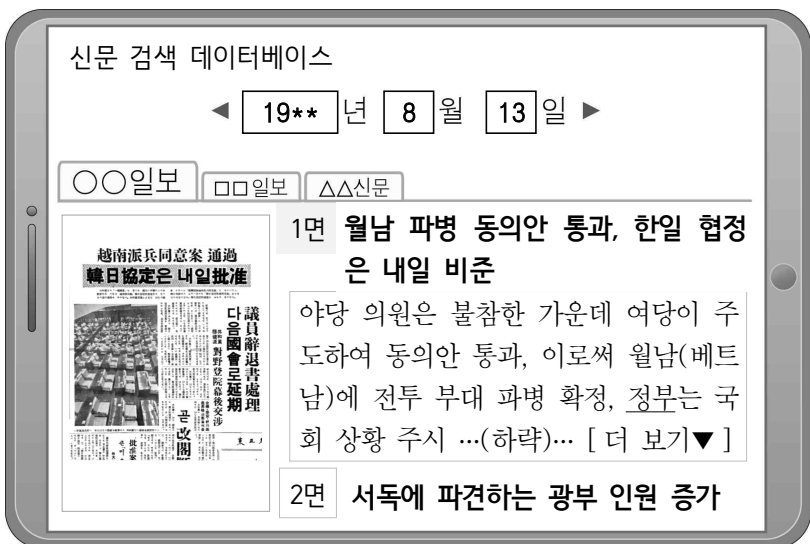 신문 검색 데이터베이스
◀ 19** 년 8 월 13 일 ▶
○○일보 □□일보 △△신문
越南派兵同意案 通過
韓日協定은 내일批准
議員辭退書處理
다음國會로延期
對野登院幕後交涉
곧 改閣
1면 월남 파병 동의안 통과, 한일 협정
은 내일 비준
야당 의원은 불참한 가운데 여당이 주
도하여 동의안 통과, 이로써 월남(베트
남)에 전투 부대 파병 확정, 정부는 국
회 상황 주시 …(하략)… [ 더 보기▼ ]
2면 서독에 파견하는 광부 인원 증가